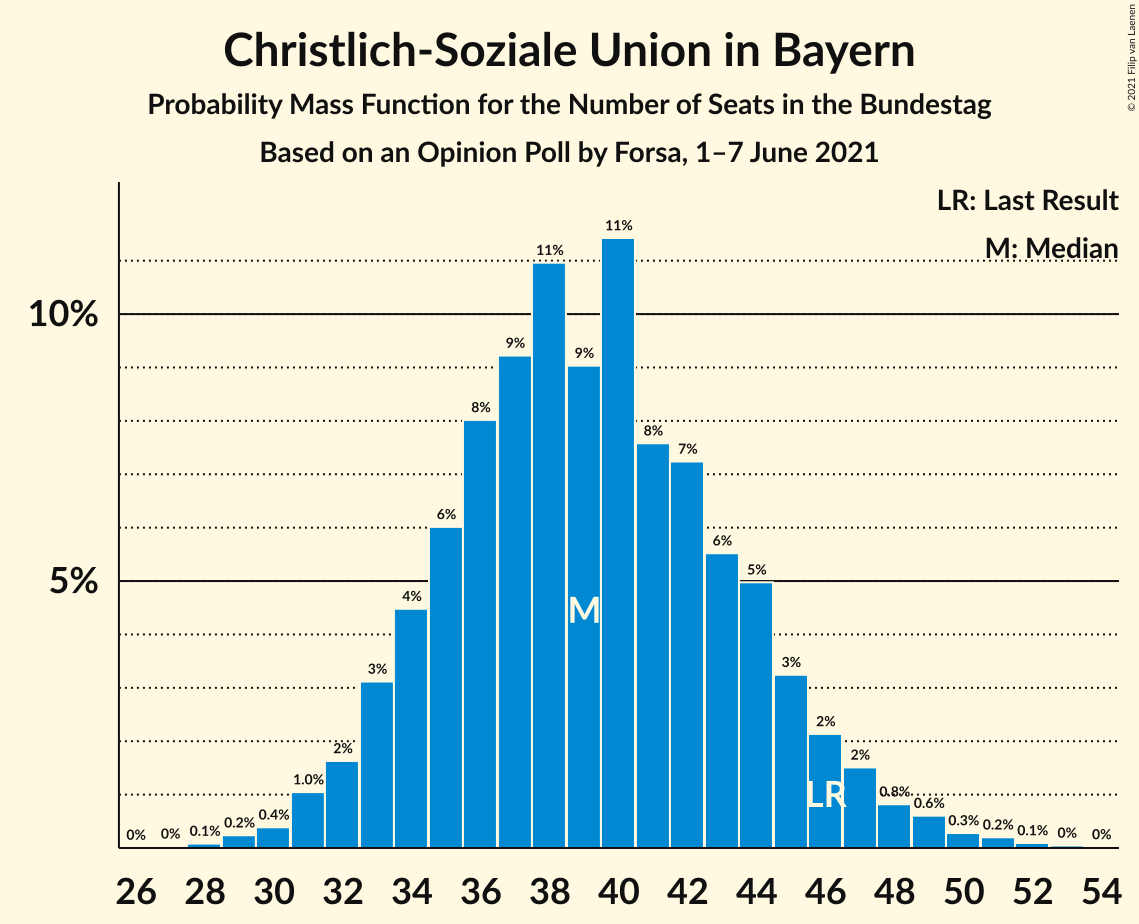 Christlich-Soziale Union in Bayern
Probability Mass Function for the Number of Seats in the Bundestag
Based on an Opinion Poll by Forsa, 1–7 June 2021
© 2021 Filip van Laenen
LR: Last Result
M: Median
10%
5%
0% 0% 0.1% 0.2% 0.4% 1.0% 2% 3% 4% 6% 8% 9% 11% 9% 11% 8% 7% 6% 5% 3% 2% 2% 0.8% 0.6% 0.3% 0.2% 0.1% 0% 0%
M
LR
26 28 30 32 34 36 38 40 42 44 46 48 50 52 54